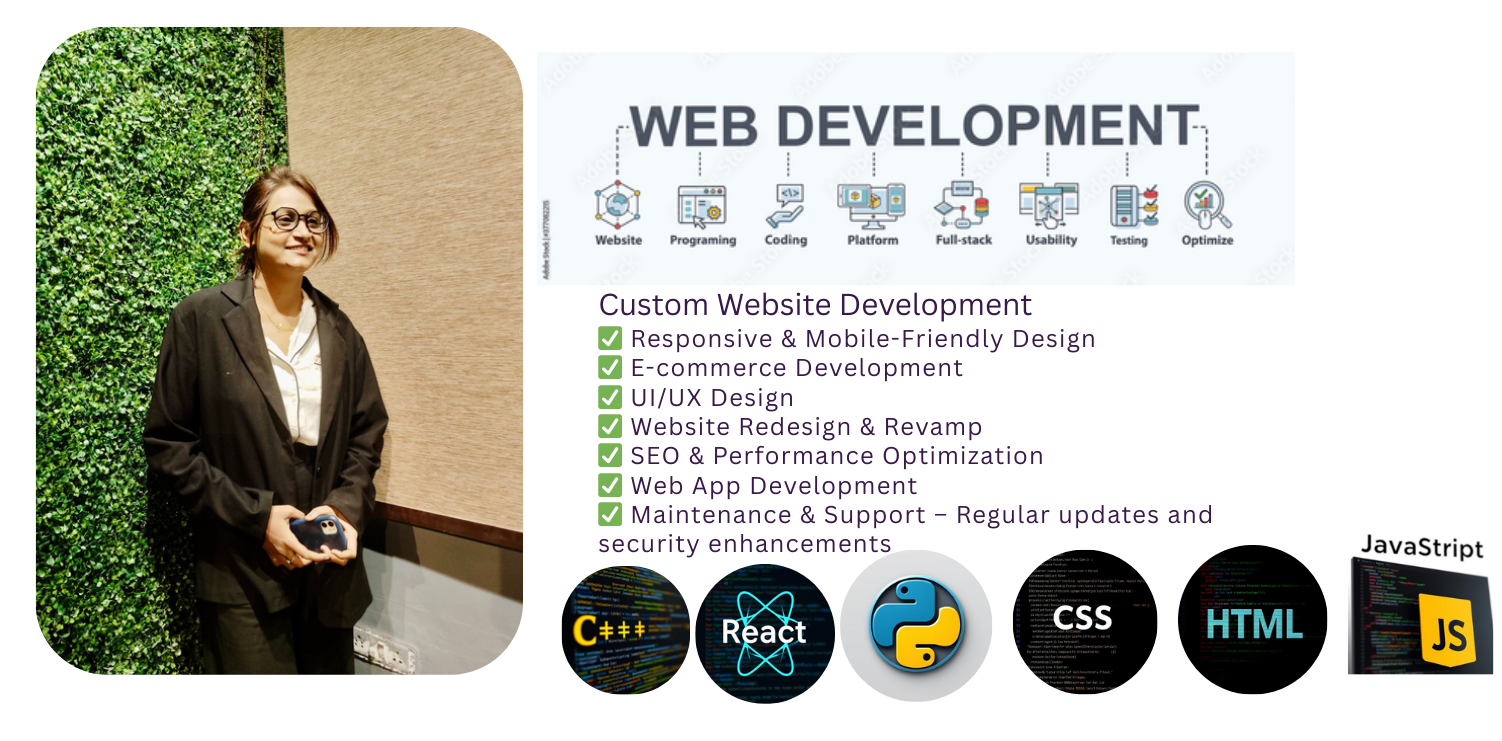 WEB DEVELOPMENT
Website Programing Coding Platform Full-stack Usability Testing Optimize
Adobe Stock | #377082215
Custom Website Development
✅ Responsive & Mobile-Friendly Design
✅ E-commerce Development
✅ UI/UX Design
✅ Website Redesign & Revamp
✅ SEO & Performance Optimization
✅ Web App Development
✅ Maintenance & Support – Regular updates and
security enhancements
JavaStript
C‡‡‡
React
CSS
HTML
JS